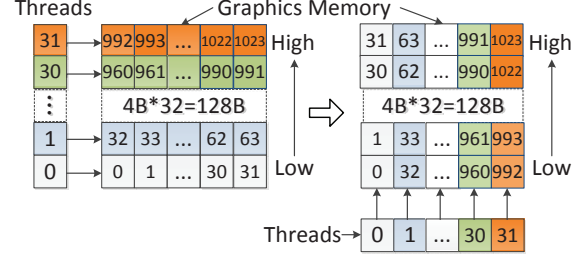 Threads
Graphics Memory
31 992 993 ... 1022 1023 High
30 960 961 ... 990 991
⋮ 4B*32=128B
1 32 33 ... 62 63
0 0 1 ... 30 31 Low
31 63 ... 991 1023 High
30 62 ... 990 1022
4B*32=128B
1 33 ... 961 993
0 32 ... 960 992 Low
Threads 0 1 ... 30 31